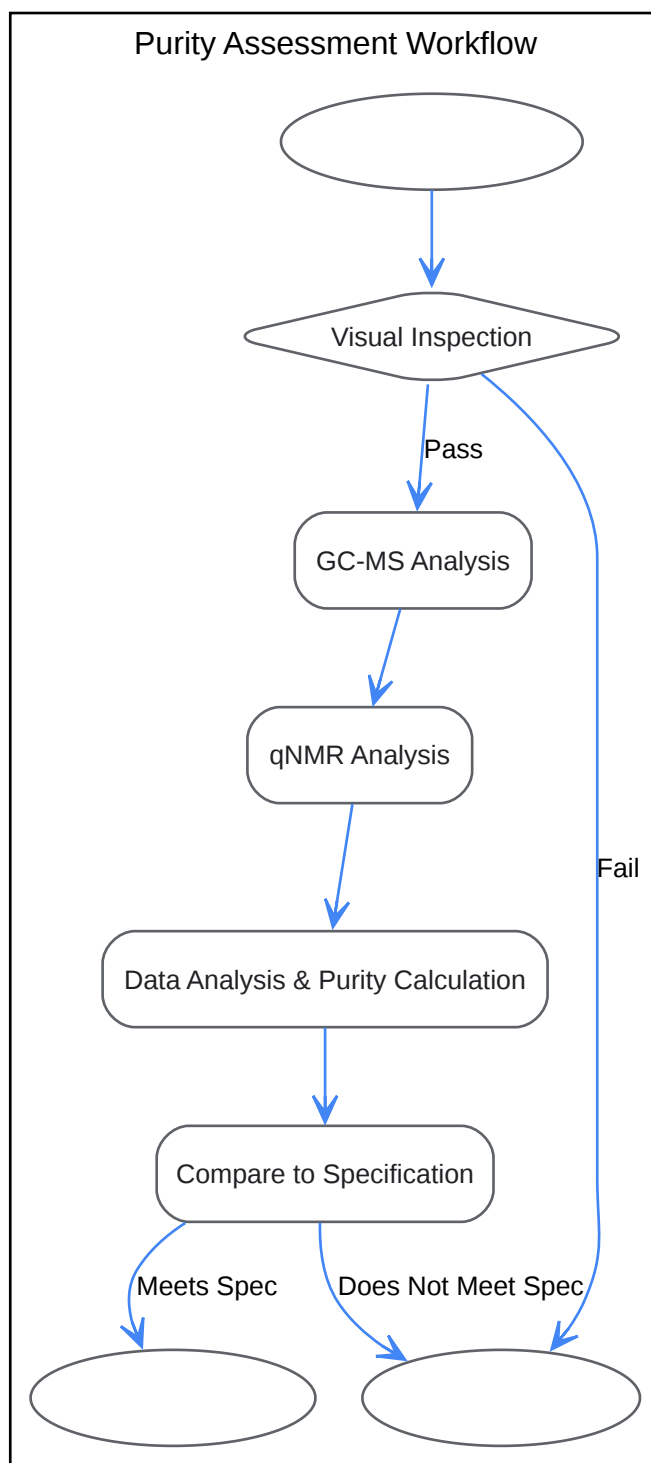 Purity Assessment Workflow
Visual Inspection
Pass
GC-MS Analysis
qNMR Analysis
Fail
Data Analysis & Purity Calculation
Compare to Specification
Meets Spec
Does Not Meet Spec